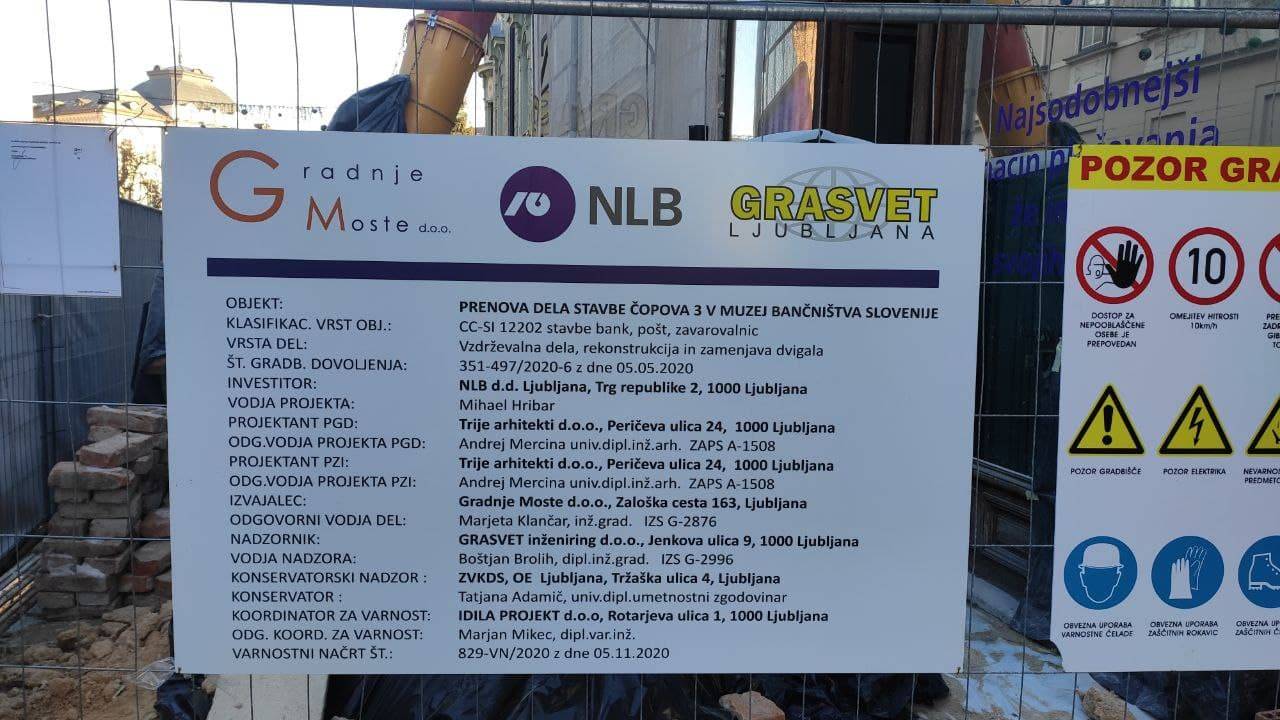 G radnje
Moste d.o.o.
NLB
GRASVET
LJUBLJANA
OBJEKT: PRENOVA DELA STAVBE ČOPOVA 3 V MUZEJ BANČNIŠTVA SLOVENIJE
KLASIFIKAC. VRST OBJ.: CC-SI 12202 stavbe bank, pošt, zavarovalnic
VRSTA DEL: Vzdrževalna dela, rekonstrukcija in zamenjava dvigala
ŠT. GRADB. DOVOLJENJA: 351-497/2020-6 z dne 05.05.2020
INVESTITOR: NLB d.d. Ljubljana, Trg republike 2, 1000 Ljubljana
VODJA PROJEKTA: Mihael Hribar
PROJEKTANT PGD: Trije arhitekti d.o.o., Peričeva ulica 24, 1000 Ljubljana
ODG.VODJA PROJEKTA PGD: Andrej Mercina univ.dipl.inž.arh. ZAPS A-1508
PROJEKTANT PZI: Trije arhitekti d.o.o., Peričeva ulica 24, 1000 Ljubljana
ODG.VODJA PROJEKTA PZI: Andrej Mercina univ.dipl.inž.arh. ZAPS A-1508
IZVAJALEC: Gradnje Moste d.o.o., Zaloška cesta 163, Ljubljana
ODGOVORNI VODJA DEL: Marjeta Klančar, inž.grad. IZS G-2876
NADZORNIK: GRASVET inženiring d.o.o., Jenkova ulica 9, 1000 Ljubljana
VODJA NADZORA: Boštjan Brolih, dipl.inž.grad. IZS G-2996
KONSERVATORSKI NADZOR : ZVKDS, OE Ljubljana, Tržaška ulica 4, Ljubljana
KONSERVATOR : Tatjana Adamič, univ.dipl.umetnostni zgodovinar
KOORDINATOR ZA VARNOST: IDILA PROJEKT d.o.o, Rotarjeva ulica 1, 1000 Ljubljana
ODG. KOORD. ZA VARNOST: Marjan Mikec, dipl.var.inž.
VARNOSTNI NAČRT ŠT.: 829-VN/2020 z dne 05.11.2020
Najsodobnejši
POZOR GRA
10
DOSTOP ZA
NEPOOBLAŠČENE
OSEBE JE
PREPOVEDAN
OMEJITEV HITROSTI
10km/h
POZOR GRADBIŠČE
POZOR ELEKTRIKA
NEVARNOS
PREDMETO
OBVEZNA UPORABA
VARNOSTNE ČELADE
OBVEZNA UPORABA
ZAŠČITNIH ROKAVIC
OBVEZNA UP
ZAŠČITNIH Č